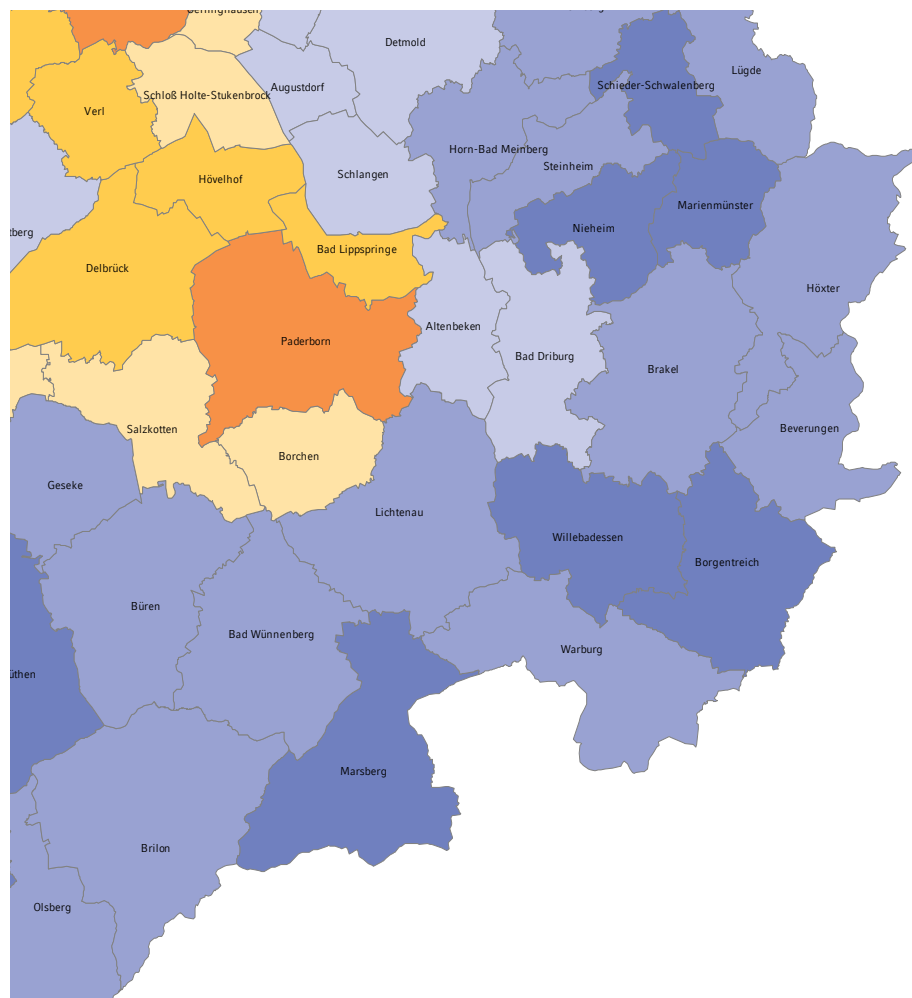 Detmold
Lügde
Schieder-Schwalenberg
Augustdorf
Schloß Holte-Stukenbrock
Verl
Horn-Bad Meinberg
Steinheim
Schlangen
Hövelhof
Marienmünster
Nieheim
Bad Lippspringe
Delbrück
Höxter
Altenbeken
Paderborn
Bad Driburg
Brakel
Salzkotten
Beverungen
Borchen
Geseke
Lichtenau
Willebadessen
Borgentreich
Büren
Bad Wünnenberg
Warburg
Marsberg
Brilon
Olsberg